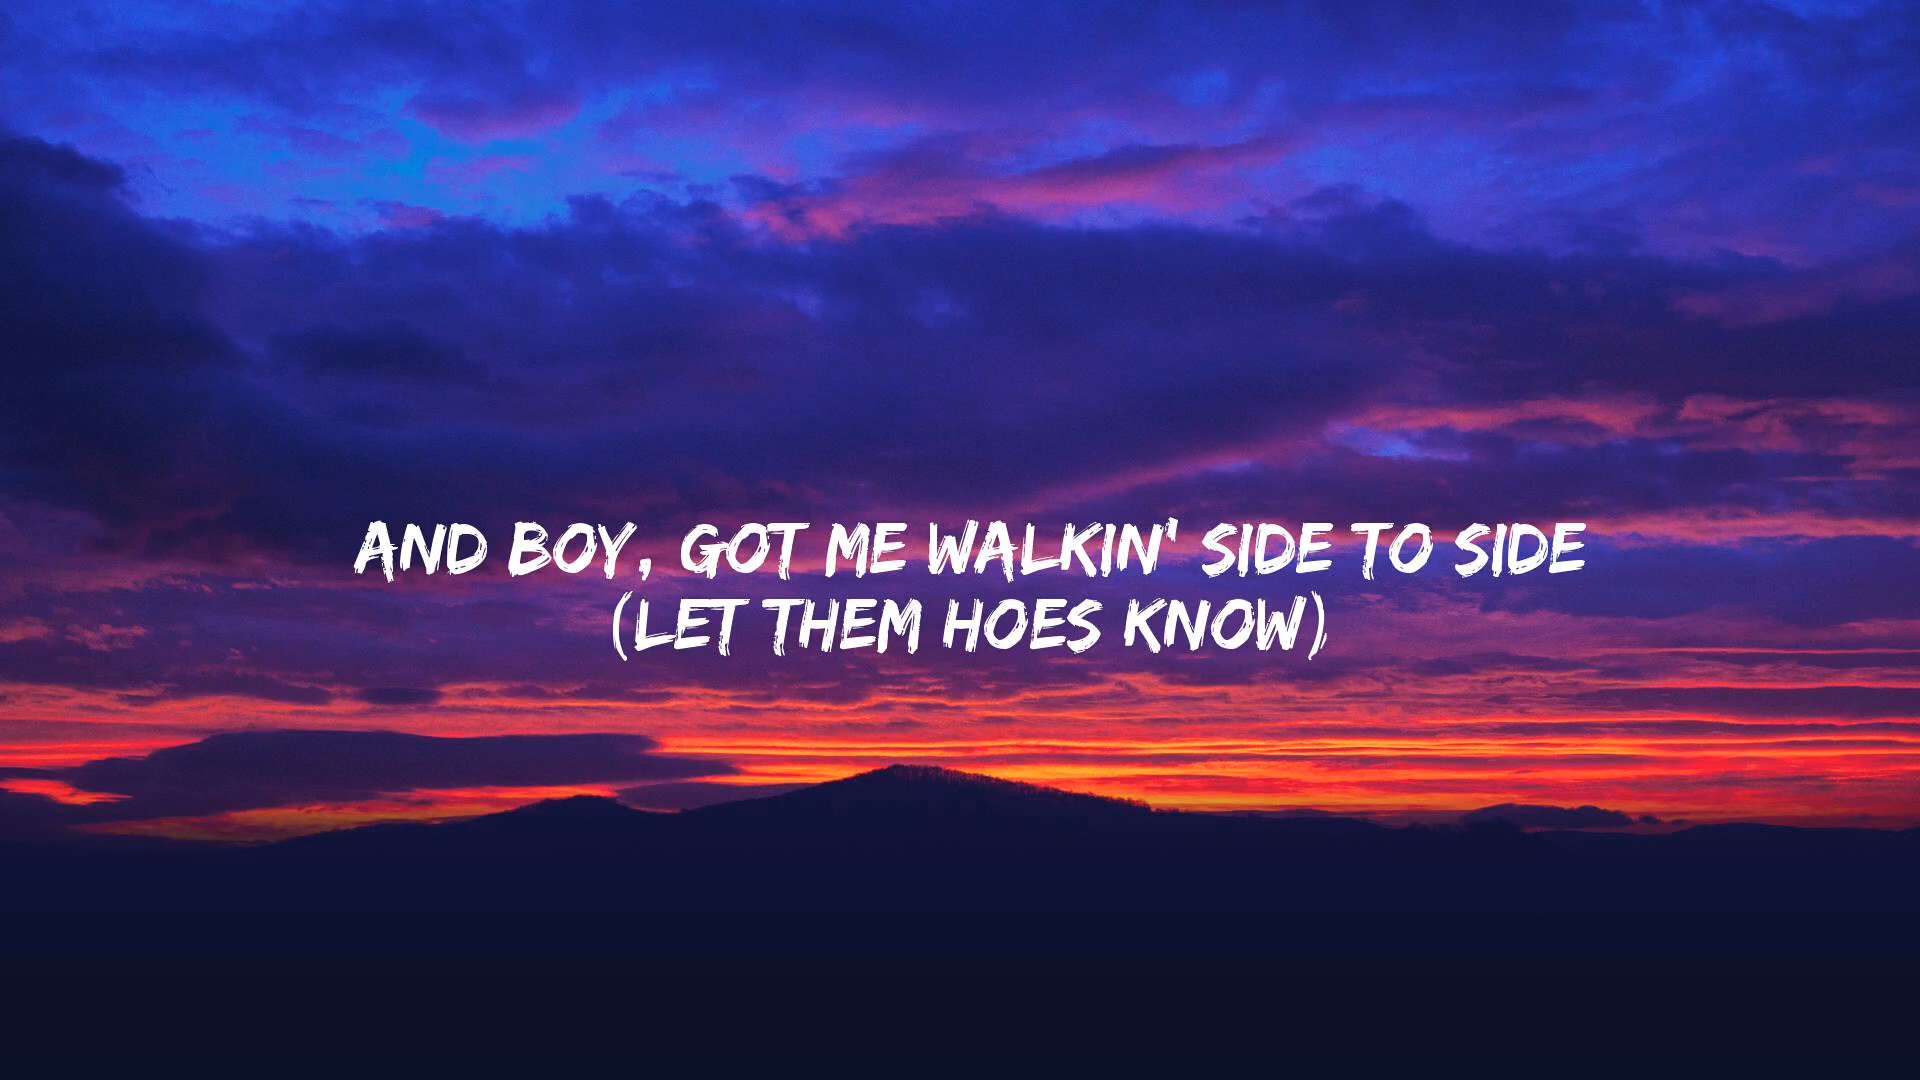 AND BOY, GOT ME WALKIN' SIDE TO SIDE
(LET THEM HOES KNOW)